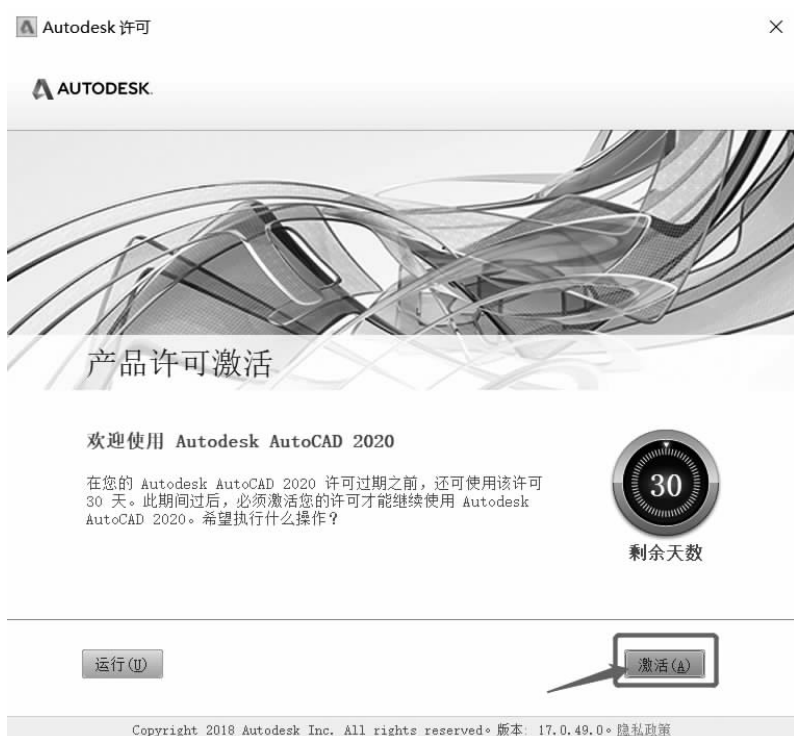 Autodesk 许可
AUTODESK
产品许可激活
欢迎使用 Autodesk AutoCAD 2020
在您的 Autodesk AutoCAD 2020 许可过期之前，还可使用该许可
30 天。此期间过后，必须激活您的许可才能继续使用 Autodesk
AutoCAD 2020。希望执行什么操作？
30
剩余天数
运行(U)
激活(A)
Copyright 2018 Autodesk Inc. All rights reserved。版本: 17.0.49.0。隐私政策